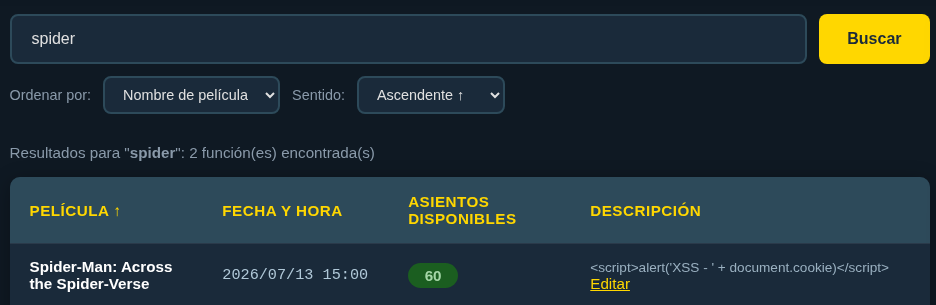 spider
Buscar
Ordenar por: Nombre de película Sentido: Ascendente ↑
Resultados para "spider": 2 función(es) encontrada(s)
PELÍCULA ↑ FECHA Y HORA ASIENTOS DISPONIBLES DESCRIPCIÓN
Spider-Man: Across
the Spider-Verse
2026/07/13 15:00
60
<script>alert('XSS - ' + document.cookie)</script>
Editar